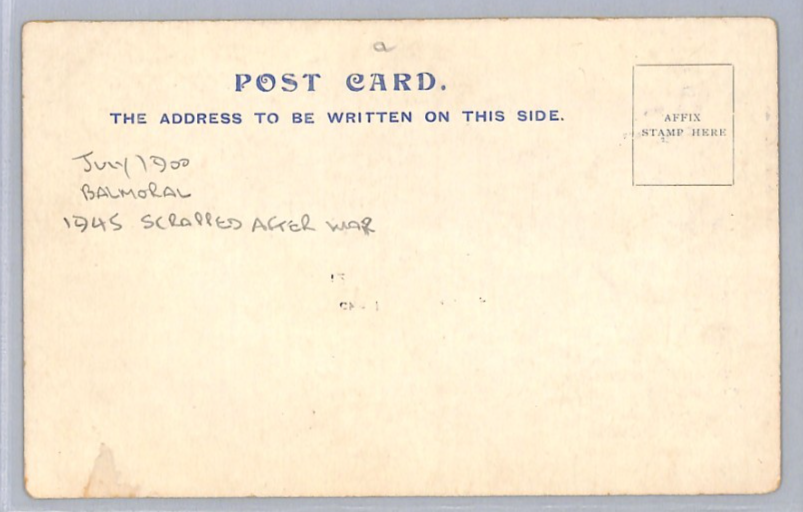 a
POST CARD.
THE ADDRESS TO BE WRITTEN ON THIS SIDE.
AFFIX
STAMP HERE
July 1900
BALMORAL
1945 SCRAPPED AFTER WAR